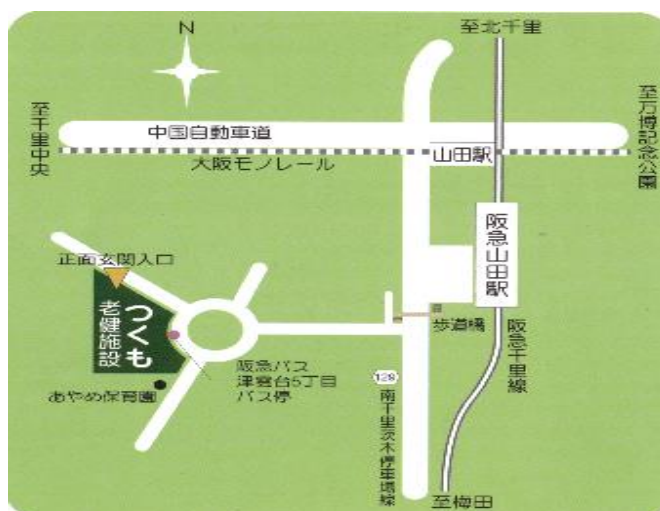 N
至北千里
至千里中央
中国自動車道
至万博記念公園
大阪モノレール
山田駅
阪急山田駅
正面玄関入口
つくも
老健施設
歩道橋
阪急千里線
阪急バス
津雲台5丁目
バス停
あやめ保育園
129
南千里茨木停車場線
至梅田